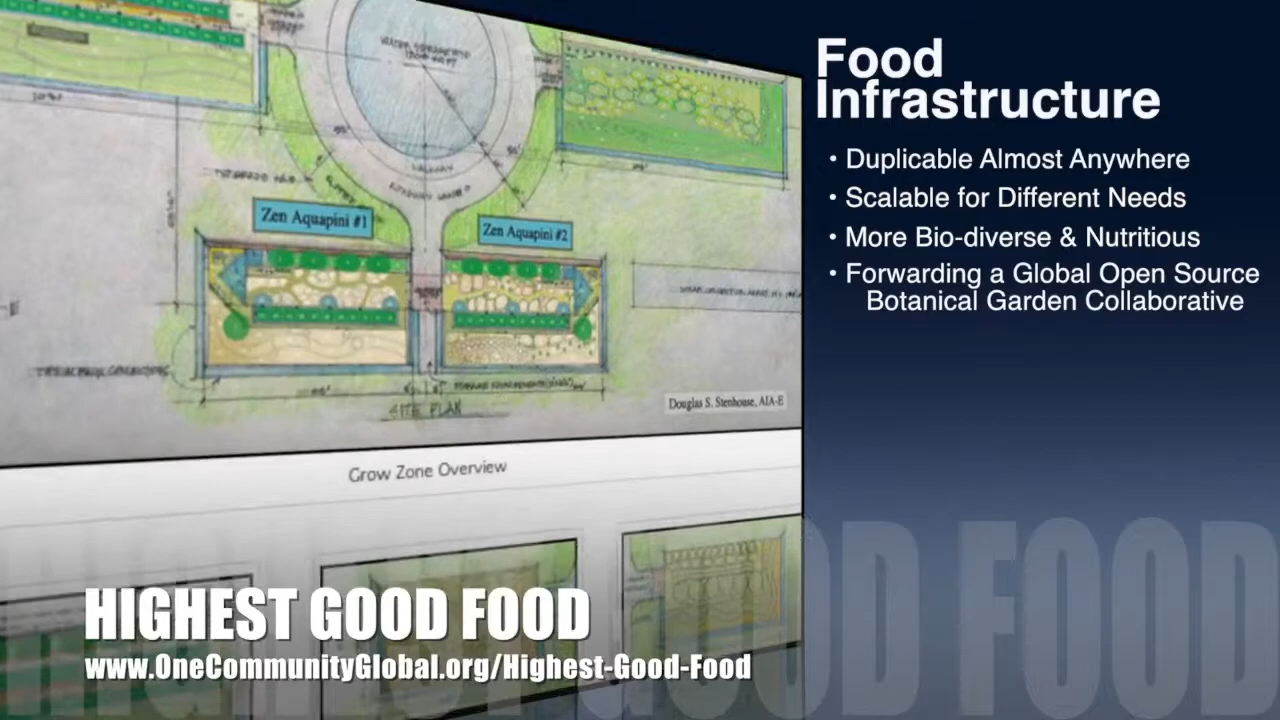 Food
Infrastructure
• Duplicable Almost Anywhere
• Scalable for Different Needs
• More Bio-diverse & Nutritious
• Forwarding a Global Open Source
Botanical Garden Collaborative
Zen Aquapini #1
Zen Aquapini #2
SITE PLAN
Douglas S. Stenhouse, AIA-E
Grow Zone Overview
HIGHEST GOOD FOOD
www.OneCommunityGlobal.org/Highest-Good-Food